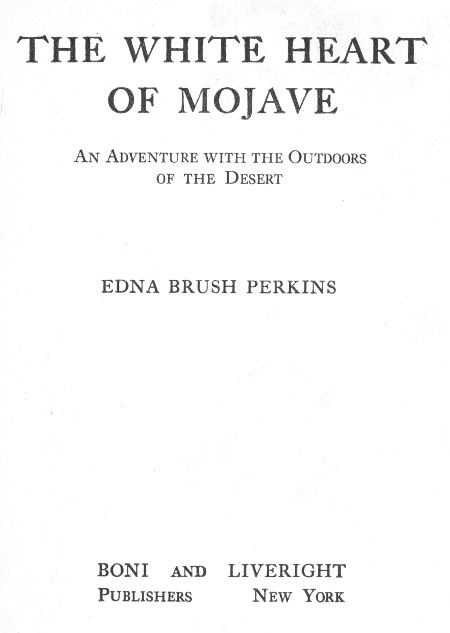 THE WHITE HEART
OF MOJAVE
An Adventure with the Outdoors
of the Desert
EDNA BRUSH PERKINS
BONI AND LIVERIGHT
Publishers New York